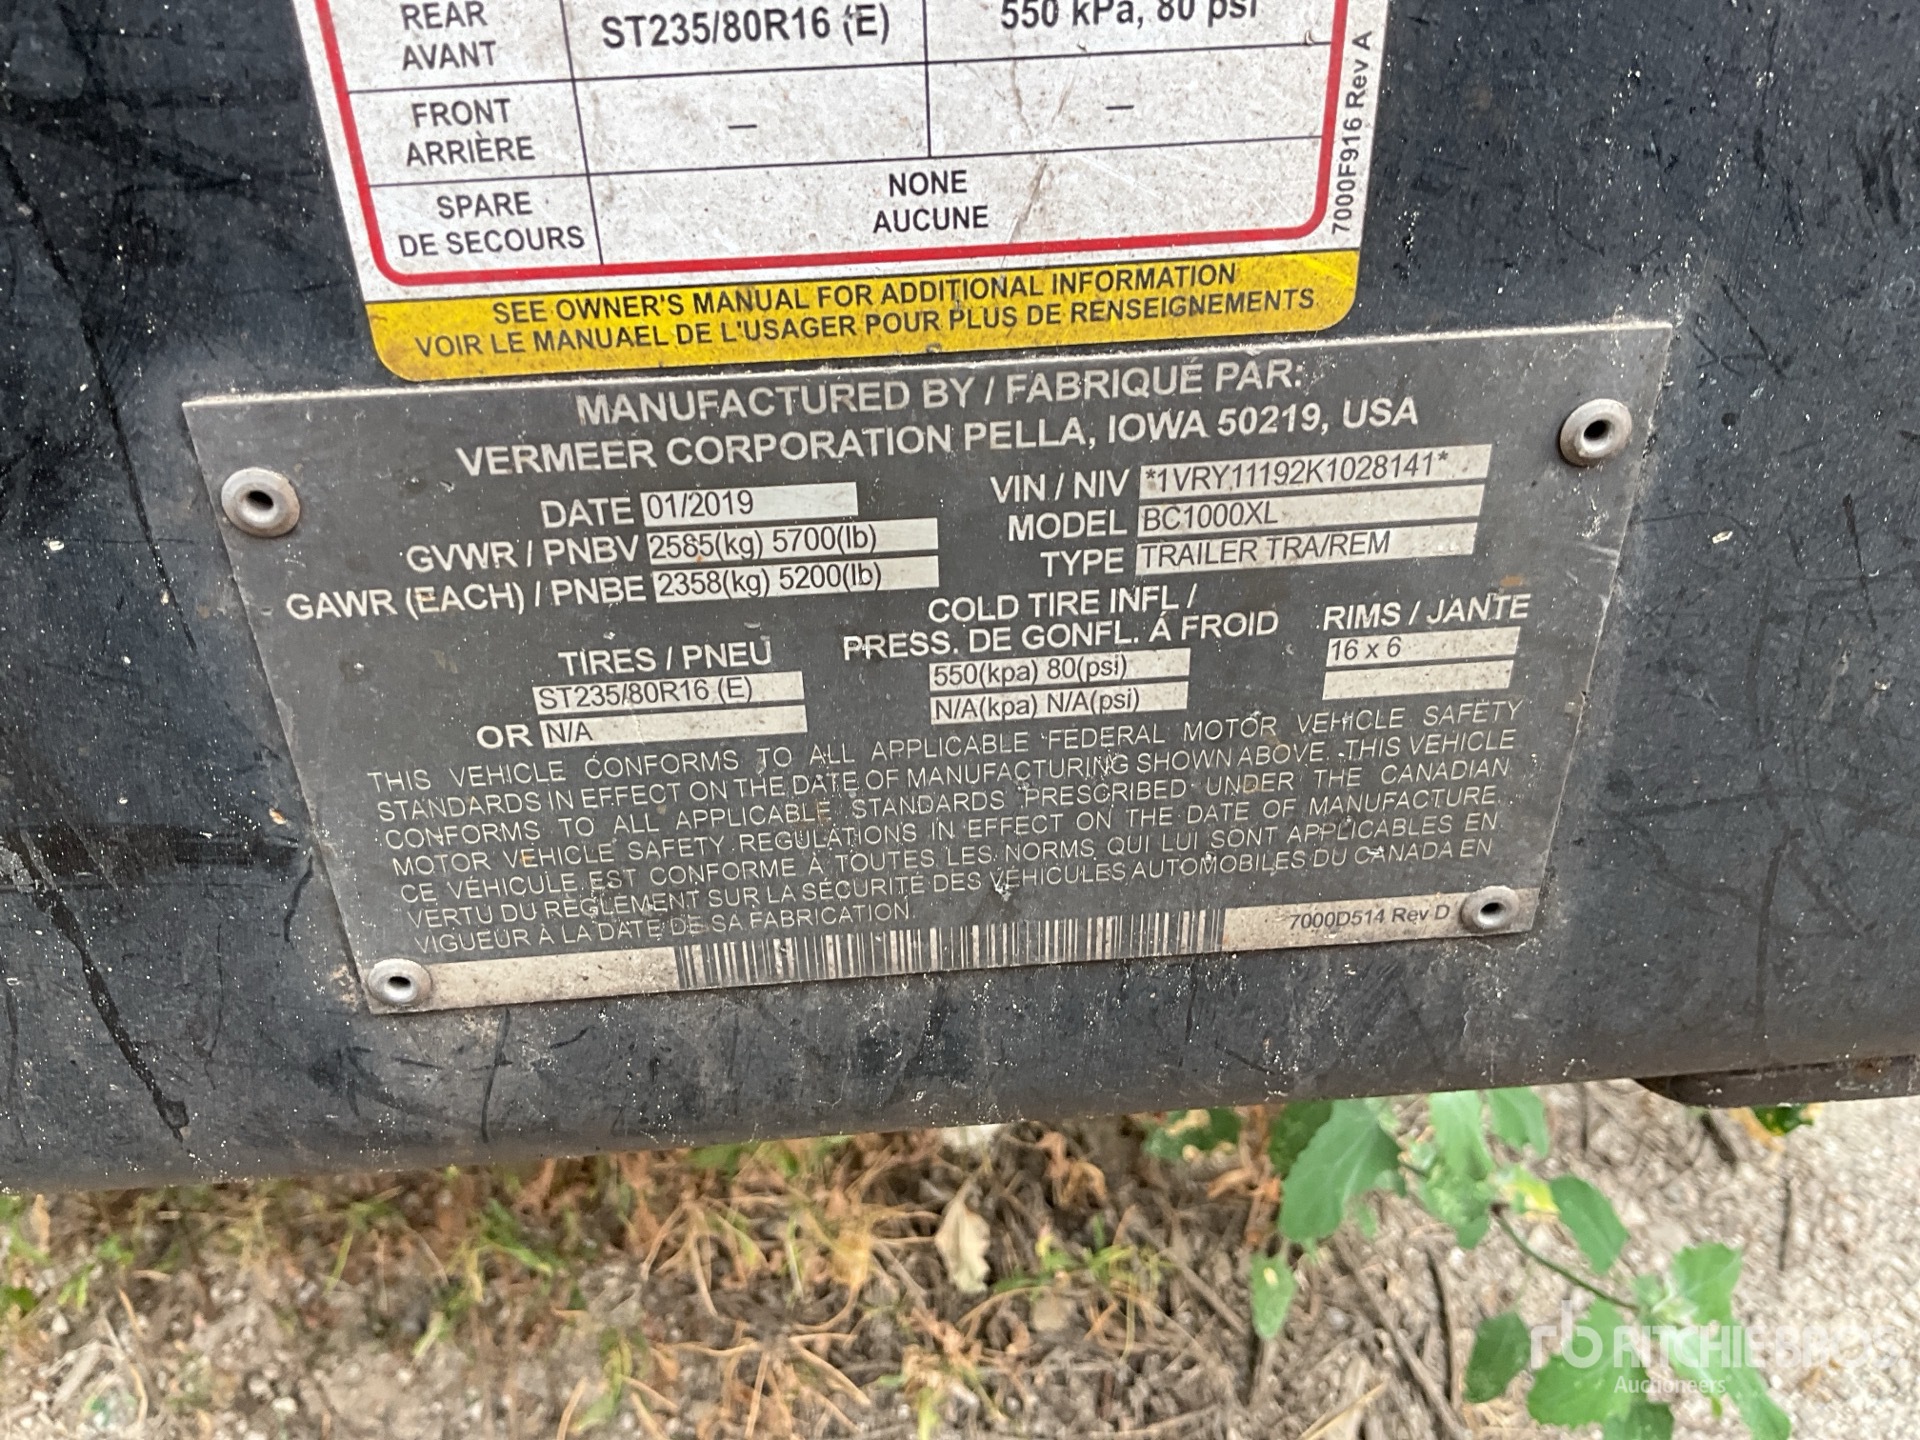 REAR
AVANT
ST235/80R16 (E)
550 kPa, 80 psi
FRONT
ARRIÈRE
—
—
SPARE
DE SECOURS
NONE
AUCUNE
7000F916 Rev A
SEE OWNER'S MANUAL FOR ADDITIONAL INFORMATION
VOIR LE MANUAEL DE L'USAGER POUR PLUS DE RENSEIGNEMENTS
MANUFACTURED BY / FABRIQUÉ PAR:
VERMEER CORPORATION PELLA, IOWA 50219, USA
DATE 01/2019
GVWR / PNBV 2585(kg) 5700(lb)
GAWR (EACH) / PNBE 2358(kg) 5200(lb)
VIN / NIV *1VRY11192K1028141*
MODEL BC1000XL
TYPE TRAILER TRA/REM
TIRES / PNEU
ST235/80R16 (E)
OR N/A
COLD TIRE INFL /
PRESS. DE GONFL. Á FROID
550(kpa) 80(psi)
N/A(kpa) N/A(psi)
RIMS / JANTE
16 x 6
THIS VEHICLE CONFORMS TO ALL APPLICABLE FEDERAL MOTOR VEHICLE SAFETY
STANDARDS IN EFFECT ON THE DATE OF MANUFACTURING SHOWN ABOVE. THIS VEHICLE
CONFORMS TO ALL APPLICABLE STANDARDS PRESCRIBED UNDER THE CANADIAN
MOTOR VEHICLE SAFETY REGULATIONS IN EFFECT ON THE DATE OF MANUFACTURE.
CE VÉHICULE EST CONFORME À TOUTES LES NORMS QUI LUI SONT APPLICABLES EN
VERTU DU RÈGLEMENT SUR LA SÉCURITÉ DES VÉHICULES AUTOMOBILES DU CANADA EN
VIGUEUR À LA DATE DE SA FABRICATION.
7000D514 Rev D
rb RITCHIE BROS
Auctioneers